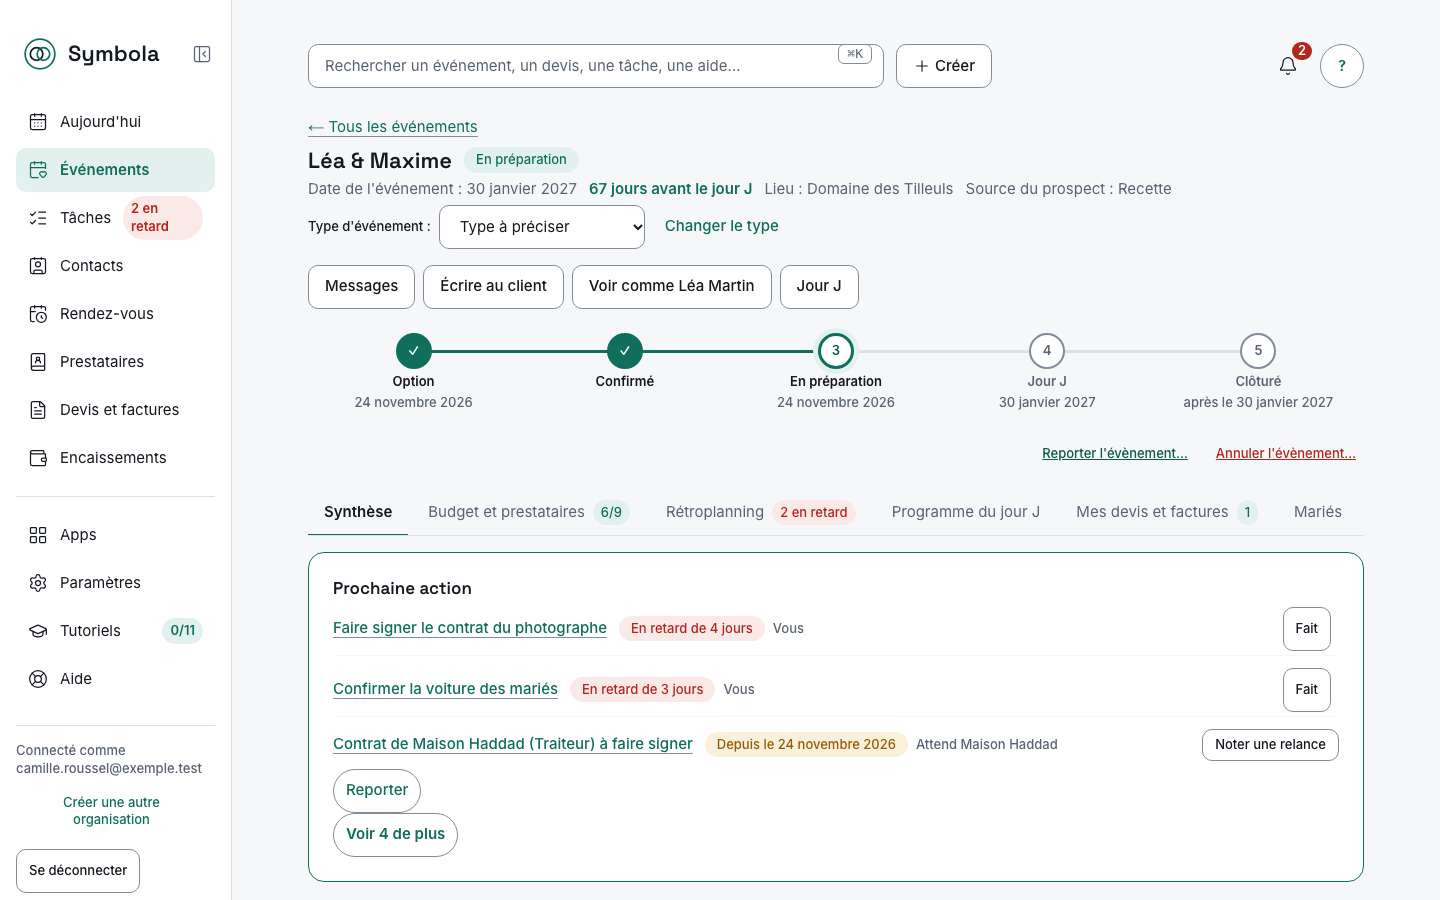 Symbola
Aujourd'hui
Événements
Tâches
2 en
retard
Contacts
Rendez-vous
Prestataires
Devis et factures
Encaissements
Apps
Paramètres
Tutoriels 0/11
Aide
Connecté comme
camille.roussel@exemple.test
Créer une autre
organisation
Se déconnecter
Rechercher un événement, un devis, une tâche, une aide... ⌘K
+ Créer
2
?
← Tous les événements
Léa & Maxime En préparation
Date de l'événement : 30 janvier 2027 67 jours avant le jour J Lieu : Domaine des Tilleuls Source du prospect : Recette
Type d'événement : Type à préciser Changer le type
Messages Écrire au client Voir comme Léa Martin Jour J
3 4 5
Option Confirmé En préparation Jour J Clôturé
24 novembre 2026 24 novembre 2026 30 janvier 2027 après le 30 janvier 2027
Reporter l'évènement... Annuler l'évènement...
Synthèse Budget et prestataires 6/9 Rétroplanning 2 en retard Programme du jour J Mes devis et factures 1 Mariés
Prochaine action
Faire signer le contrat du photographe En retard de 4 jours Vous Fait
Confirmer la voiture des mariés En retard de 3 jours Vous Fait
Contrat de Maison Haddad (Traiteur) à faire signer Depuis le 24 novembre 2026 Attend Maison Haddad Noter une relance
Reporter
Voir 4 de plus